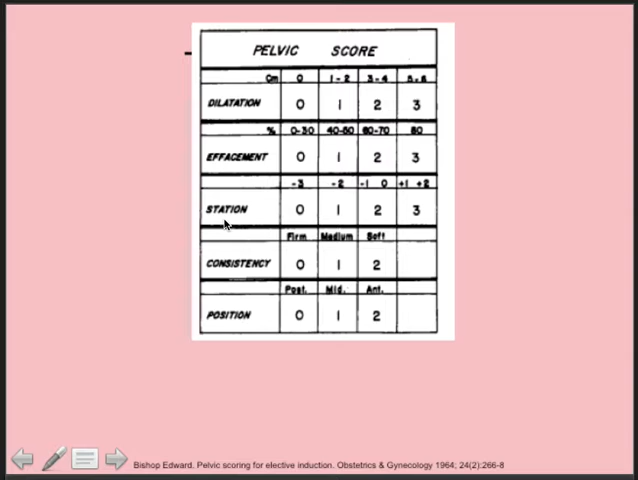 PELVIC SCORE
Cm 0 1-2 3-4 5-6
DILATATION 0 1 2 3
% 0-30 40-50 60-70 80
EFFACEMENT 0 1 2 3
-3 -2 -1 0 +1 +2
STATION 0 1 2 3
Firm Medium Soft
CONSISTENCY 0 1 2
Post. Mid. Ant.
POSITION 0 1 2
Bishop Edward. Pelvic scoring for elective induction. Obstetrics & Gynecology 1964; 24(2):266-8